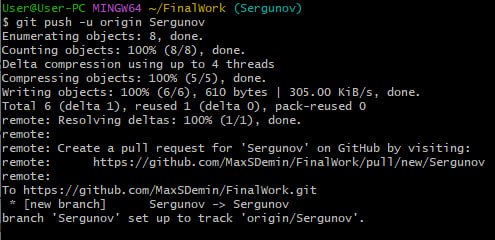 User@User-PC MINGW64 ~/FinalWork (Sergunov)
$ git push -u origin Sergunov
Enumerating objects: 8, done.
Counting objects: 100% (8/8), done.
Delta compression using up to 4 threads
Compressing objects: 100% (5/5), done.
Writing objects: 100% (6/6), 610 bytes | 305.00 KiB/s, done.
Total 6 (delta 1), reused 1 (delta 0), pack-reused 0
remote: Resolving deltas: 100% (1/1), done.
remote:
remote: Create a pull request for 'Sergunov' on GitHub by visiting:
remote:      https://github.com/MaxSDemin/FinalWork/pull/new/Sergunov
remote:
To https://github.com/MaxSDemin/FinalWork.git
 * [new branch]      Sergunov -> Sergunov
branch 'Sergunov' set up to track 'origin/Sergunov'.